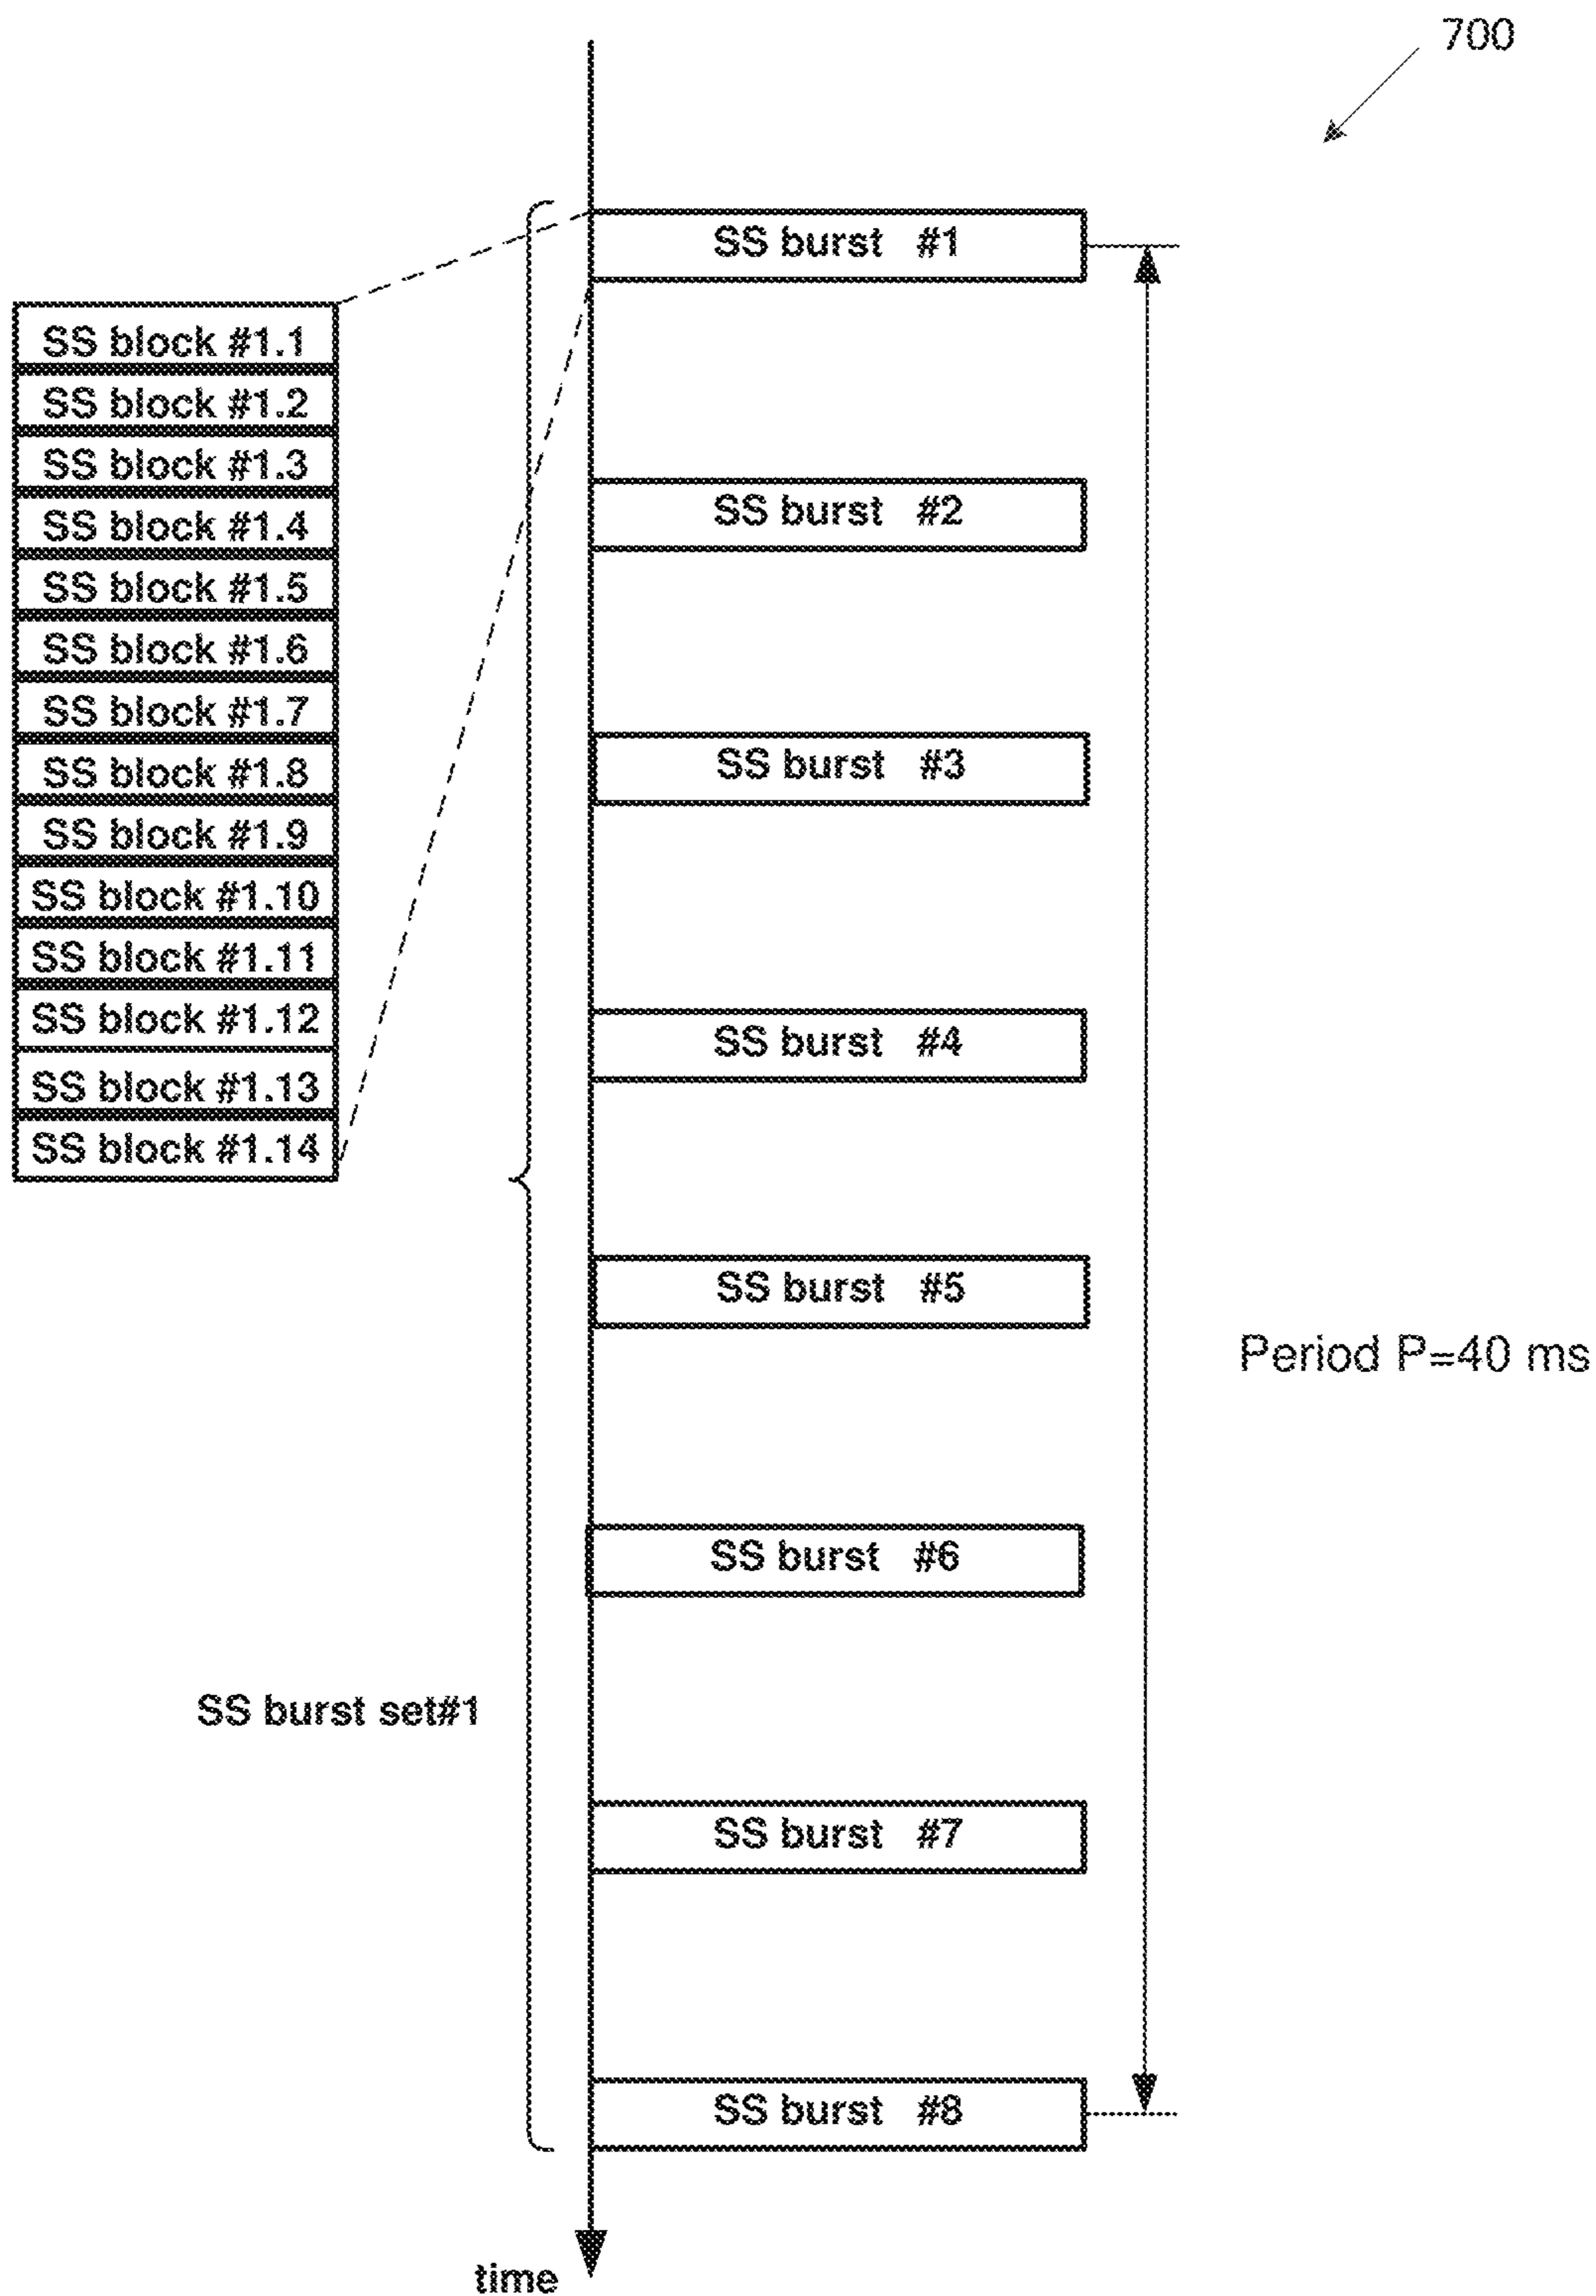 700
SS burst #1
SS block #1.1
SS block #1.2
SS block #1.3
SS block #1.4
SS block #1.5
SS block #1.6
SS block #1.7
SS block #1.8
SS block #1.9
SS block #1.10
SS block #1.11
SS block #1.12
SS block #1.13
SS block #1.14
SS burst #2
SS burst #3
SS burst #4
SS burst #5
Period P=40 ms
SS burst #6
SS burst set#1
SS burst #7
SS burst #8
time